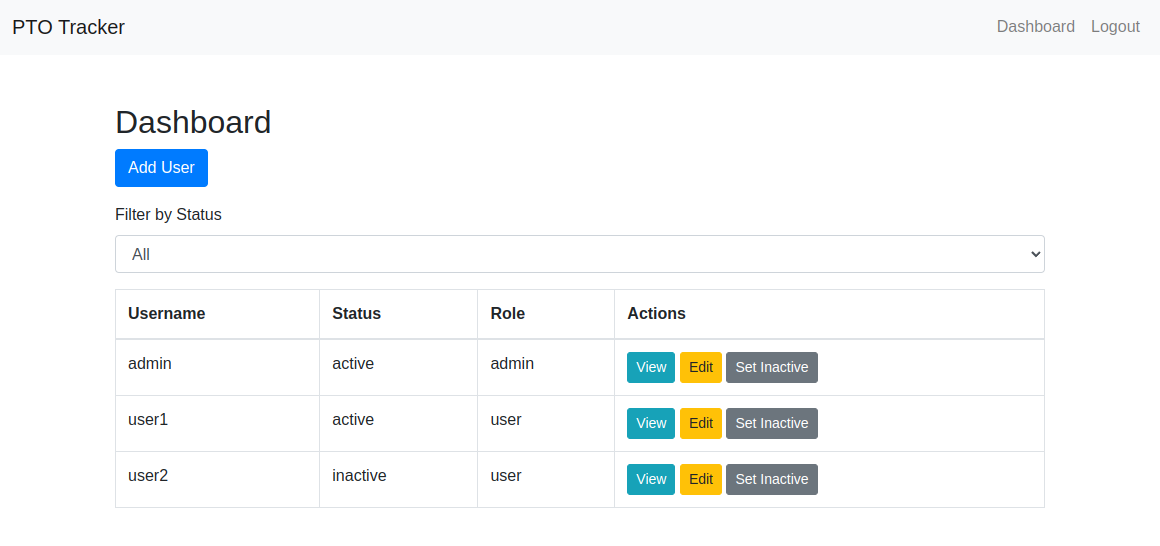 PTO Tracker Dashboard Logout
Dashboard
Add User
Filter by Status
All
Username Status Role Actions
admin active admin View Edit Set Inactive
user1 active user View Edit Set Inactive
user2 inactive user View Edit Set Inactive